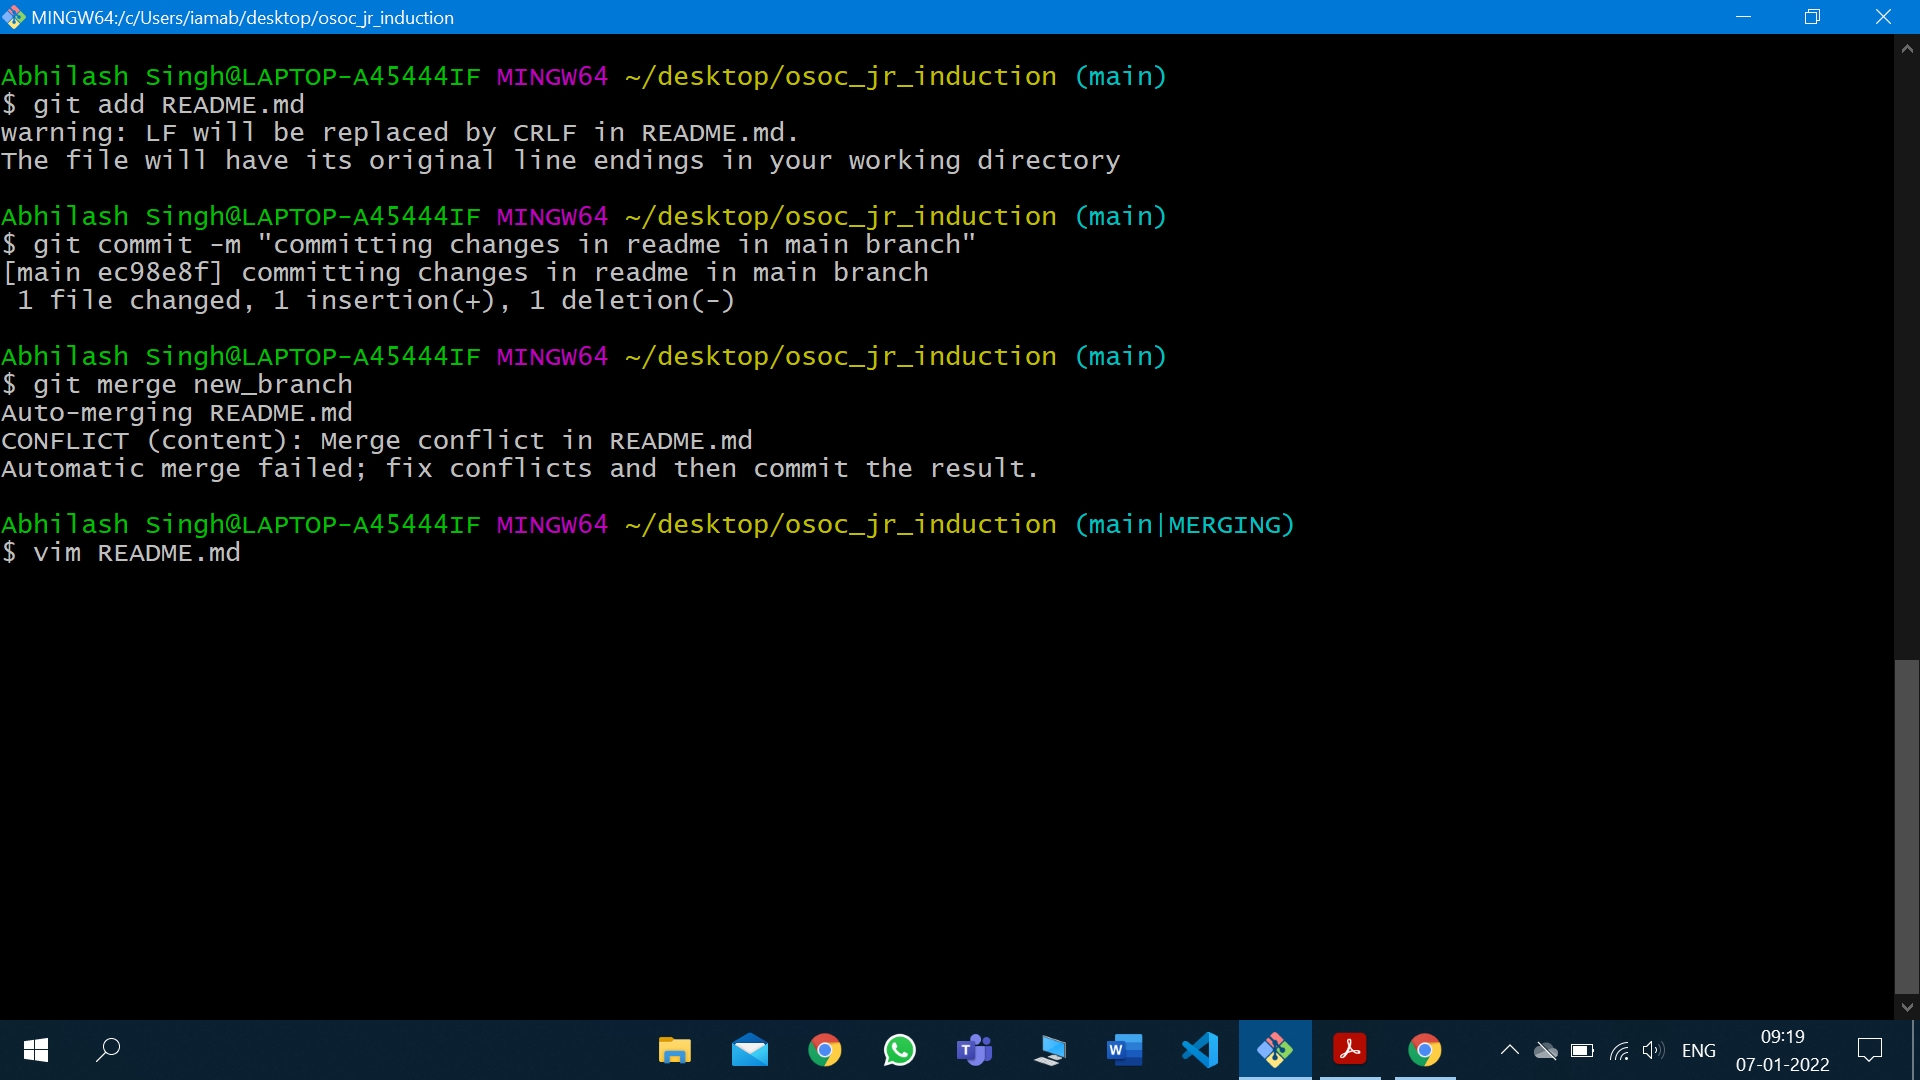 MINGW64:/c/Users/iamab/desktop/osoc_jr_induction
Abhilash Singh@LAPTOP-A45444IF MINGW64 ~/desktop/osoc_jr_induction (main)
$ git add README.md
warning: LF will be replaced by CRLF in README.md.
The file will have its original line endings in your working directory
Abhilash Singh@LAPTOP-A45444IF MINGW64 ~/desktop/osoc_jr_induction (main)
$ git commit -m "committing changes in readme in main branch"
[main ec98e8f] committing changes in readme in main branch
 1 file changed, 1 insertion(+), 1 deletion(-)
Abhilash Singh@LAPTOP-A45444IF MINGW64 ~/desktop/osoc_jr_induction (main)
$ git merge new_branch
Auto-merging README.md
CONFLICT (content): Merge conflict in README.md
Automatic merge failed; fix conflicts and then commit the result.
Abhilash Singh@LAPTOP-A45444IF MINGW64 ~/desktop/osoc_jr_induction (main|MERGING)
$ vim README.md
T
W
ENG
09:19
07-01-2022